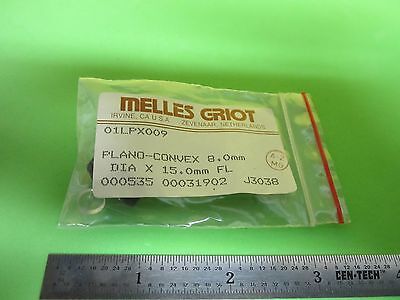 MELLES GRIOT
IRVINE, CA U.S.A. ZEVENAAR, NETHERLANDS
01LPX009
PLANO-CONVEX 8.0mm
DIA X 15.0mm FL
000535 00031902 J3038
1 2 3
CEN-TECH